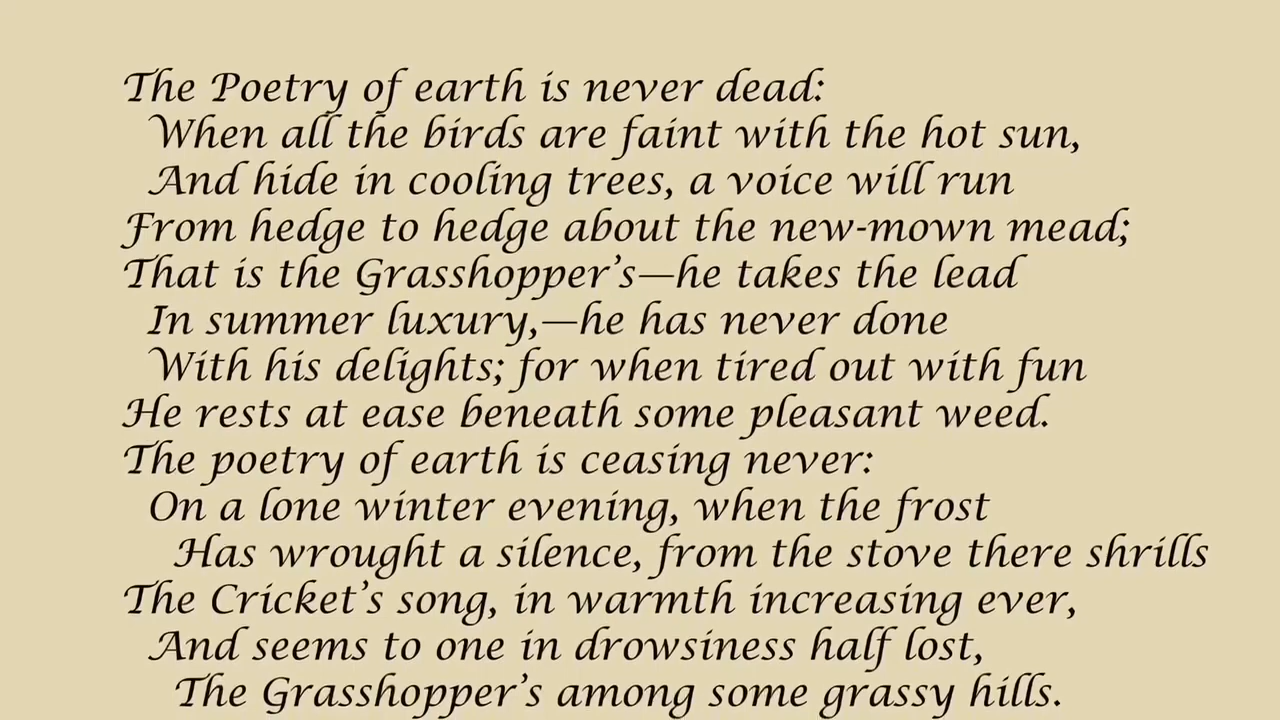 The Poetry of earth is never dead:
When all the birds are faint with the hot sun,
And hide in cooling trees, a voice will run
From hedge to hedge about the new-mown mead;
That is the Grasshopper’s—he takes the lead
In summer luxury,—he has never done
With his delights; for when tired out with fun
He rests at ease beneath some pleasant weed.
The poetry of earth is ceasing never:
On a lone winter evening, when the frost
Has wrought a silence, from the stove there shrills
The Cricket’s song, in warmth increasing ever,
And seems to one in drowsiness half lost,
The Grasshopper’s among some grassy hills.